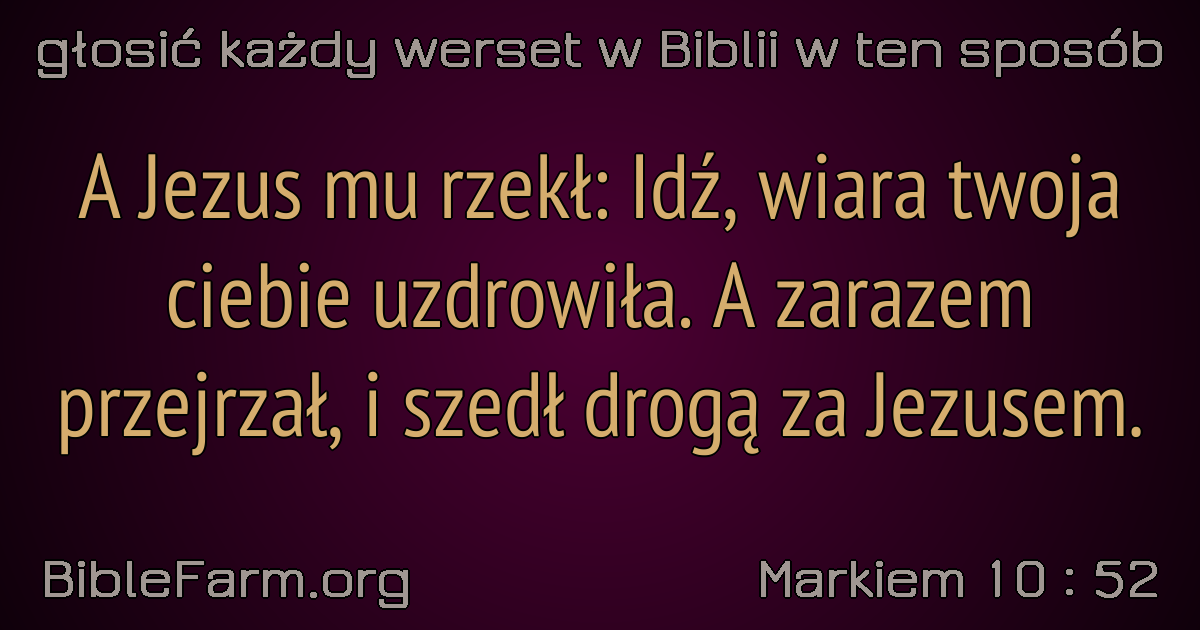 głosić każdy werset w Biblii w ten sposób
A Jezus mu rzekł: Idź, wiara twoja
ciebie uzdrowiła. A zarazem
przejrzał, i szedł drogą za Jezusem.
BibleFarm.org
Markiem 10 : 52